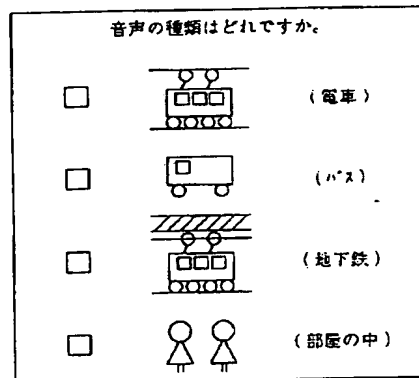 音声の種類はどれですか。
(電車)
(バス)
(地下鉄)
(部屋の中)